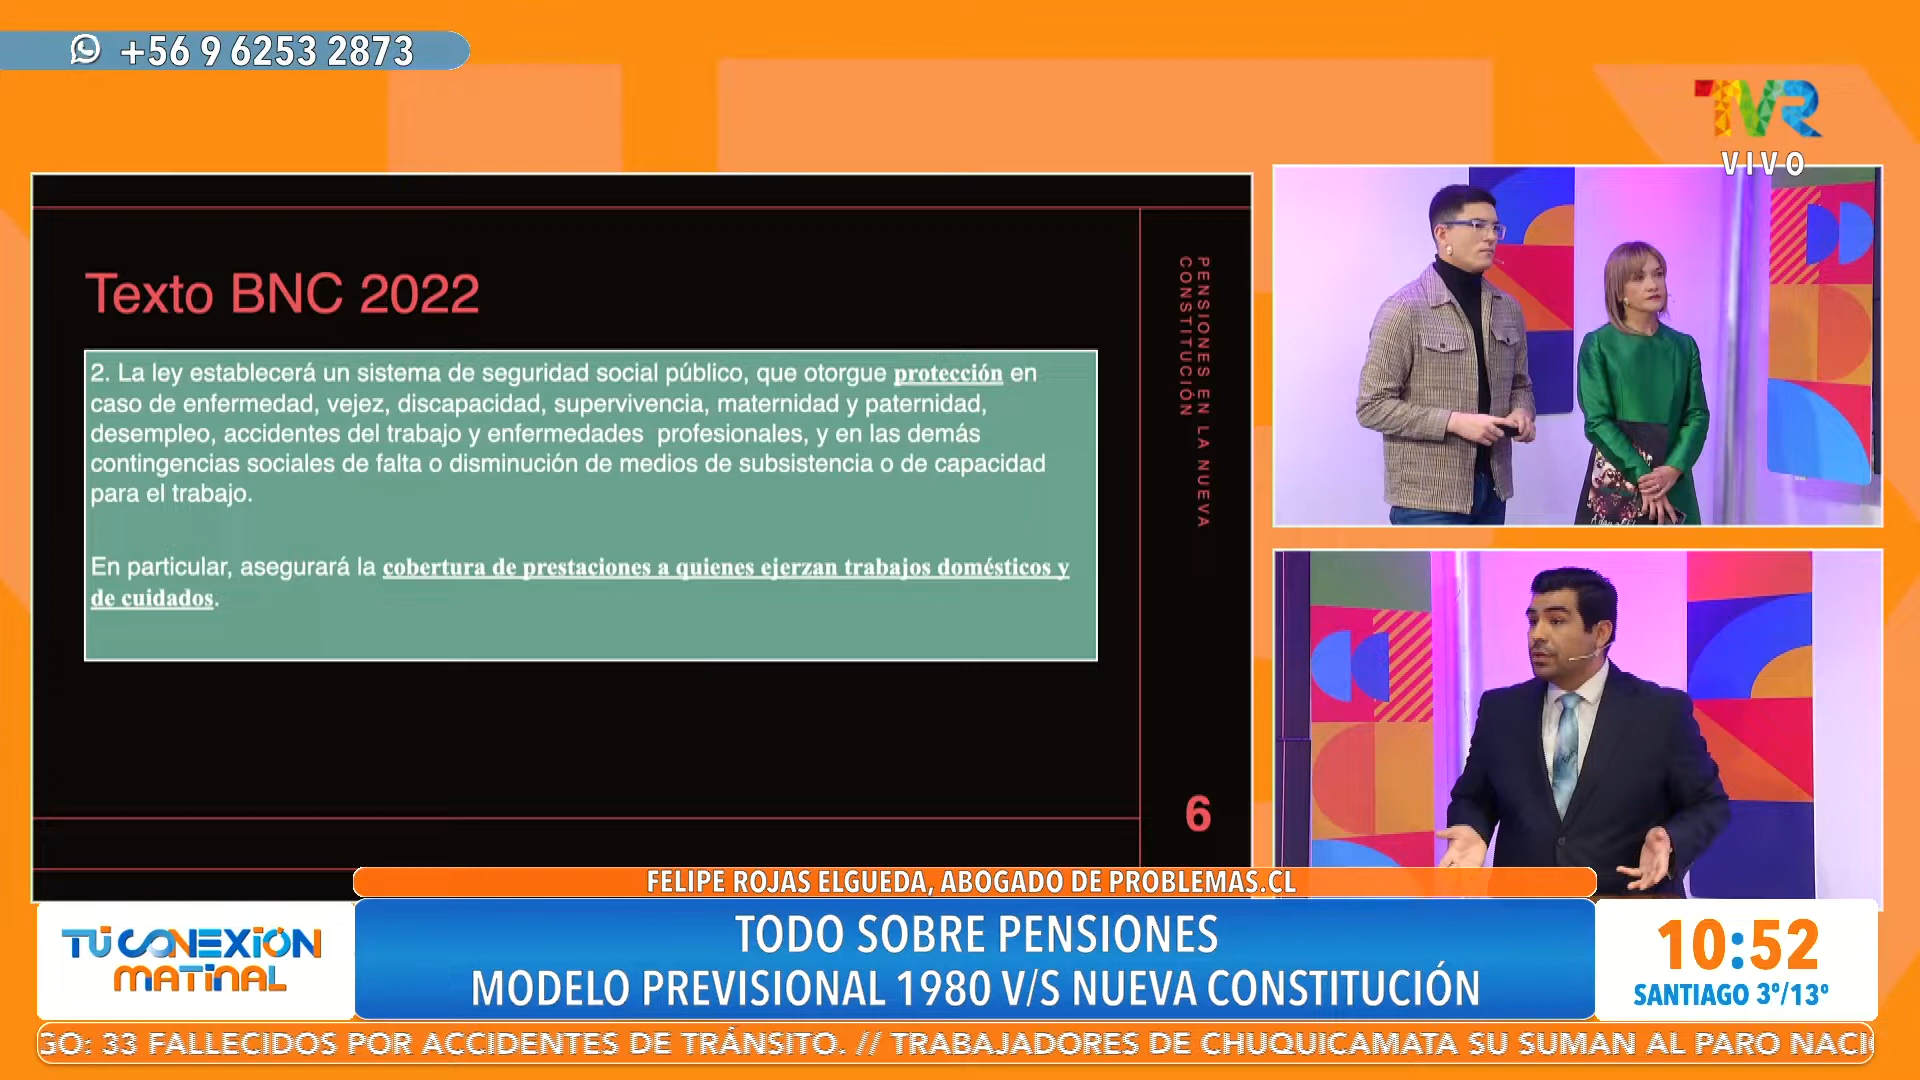 +56 9 6253 2873
TVR
VIVO
Texto BNC 2022
2. La ley establecerá un sistema de seguridad social público, que otorgue protección en
caso de enfermedad, vejez, discapacidad, supervivencia, maternidad y paternidad,
desempleo, accidentes del trabajo y enfermedades profesionales, y en las demás
contingencias sociales de falta o disminución de medios de subsistencia o de capacidad
para el trabajo.
En particular, asegurará la cobertura de prestaciones a quienes ejerzan trabajos domésticos y
de cuidados.
PENSIONES EN LA NUEVA
CONSTITUCIÓN
6
FELIPE ROJAS ELGUEDA, ABOGADO DE PROBLEMAS.CL
TÚ CONEXIÓN
MATINAL
TODO SOBRE PENSIONES
MODELO PREVISIONAL 1980 V/S NUEVA CONSTITUCIÓN
10:52
SANTIAGO 3°/13°
GO: 33 FALLECIDOS POR ACCIDENTES DE TRÁNSITO. // TRABAJADORES DE CHUQUICAMATA SU SUMAN AL PARO NACI